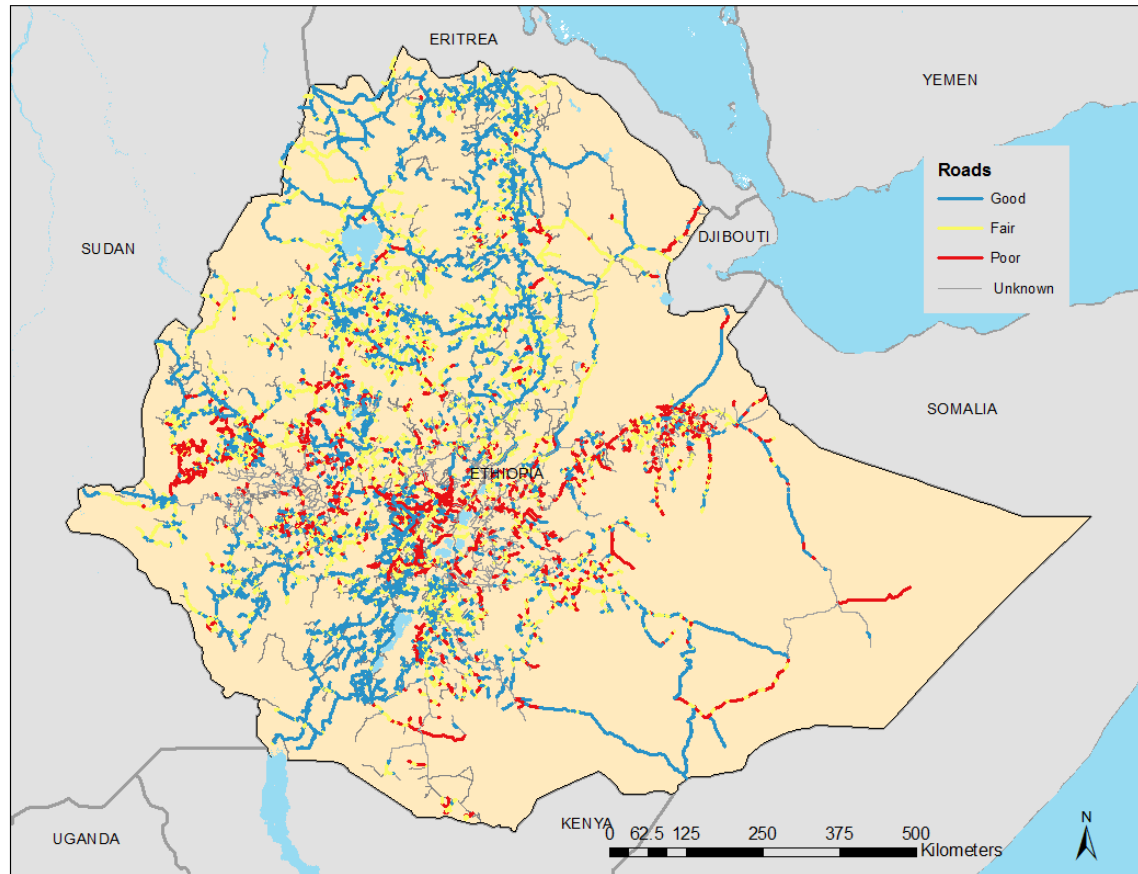 ERITREA
YEMEN
Roads
Good
Fair
Poor
Unknown
DJIBOUTI
SUDAN
SOMALIA
ETHIOPIA
UGANDA
KENYA
N
0 62.5 125 250 375 500
Kilometers